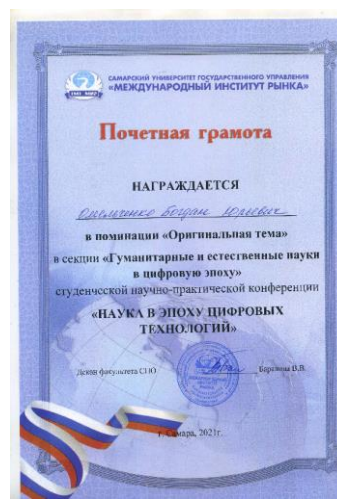 САМАРСКИЙ УНИВЕРСИТЕТ ГОСУДАРСТВЕННОГО УПРАВЛЕНИЯ
«МЕЖДУНАРОДНЫЙ ИНСТИТУТ РЫНКА»
Почетная грамота
НАГРАЖДАЕТСЯ
Омельченко Богдан Юрьевич
в номинации «Оригинальная тема»
в секции «Гуманитарные и естественные науки
в цифровую эпоху»
студенческой научно-практической конференции
«НАУКА В ЭПОХУ ЦИФРОВЫХ
ТЕХНОЛОГИЙ»
Декан факультета СПО
В.В.
г. Самара, 2021г.